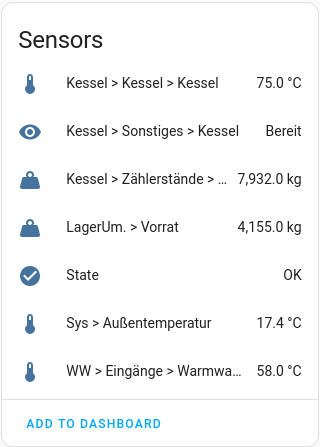 Sensors
Kessel > Kessel > Kessel 75.0 °C
Kessel > Sonstiges > Kessel Bereit
Kessel > Zählerstände > ... 7,932.0 kg
LagerUm. > Vorrat 4,155.0 kg
State OK
Sys > Außentemperatur 17.4 °C
WW > Eingänge > Warmwa... 58.0 °C
ADD TO DASHBOARD